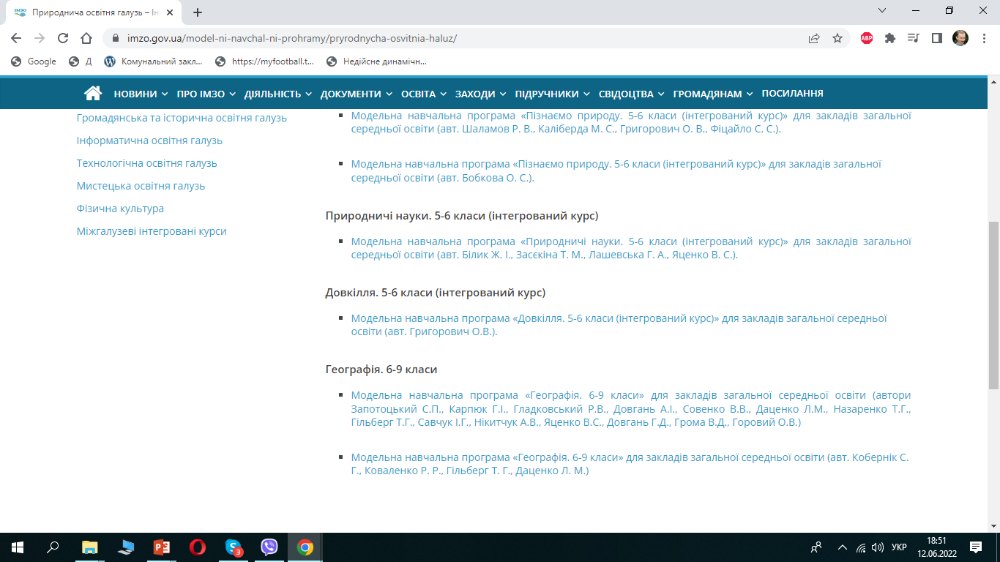 Природнича освітня галузь – Ін
imzo.gov.ua/model-ni-navchal-ni-prohramy/pryrodnycha-osvitnia-haluz/
ABP
Google
Д
Комунальний закл...
https://myfootball.t...
Недійсне динамічн...
НОВИНИ ПРО ІМЗО ДІЯЛЬНІСТЬ ДОКУМЕНТИ ОСВІТА ЗАХОДИ ПІДРУЧНИКИ СВІДОЦТВА ГРОМАДЯНАМ ПОСИЛАННЯ
Громадянська та історична освітня галузь
Інформатична освітня галузь
Технологічна освітня галузь
Мистецька освітня галузь
Фізична культура
Міжгалузеві інтегровані курси
Модельна навчальна програма «Пізнаємо природу. 5-6 класи (інтегрований курс)» для закладів загальної
середньої освіти (авт. Шаламов Р. В., Каліберда М. С., Григорович О. В., Фіцайло С. С.).
Модельна навчальна програма «Пізнаємо природу. 5-6 класи (інтегрований курс)» для закладів загальної
середньої освіти (авт. Бобкова О. С.).
Природничі науки. 5-6 класи (інтегрований курс)
Модельна навчальна програма «Природничі науки. 5-6 класи (інтегрований курс)» для закладів загальної
середньої освіти (авт. Білик Ж. І., Засєкіна Т. М., Лашевська Г. А., Яценко В. С.).
Довкілля. 5-6 класи (інтегрований курс)
Модельна навчальна програма «Довкілля. 5-6 класи (інтегрований курс)» для закладів загальної середньої
освіти (авт. Григорович О.В.).
Географія. 6-9 класи
Модельна навчальна програма «Географія. 6-9 класи» для закладів загальної середньої освіти (автори
Запотоцький С.П., Карпюк Г.І., Гладковський Р.В., Довгань А.І., Совенко В.В., Даценко Л.М., Назаренко Т.Г.,
Гільберг Т.Г., Савчук І.Г., Нікитчук А.В., Яценко В.С., Довгань Г.Д., Грома В.Д., Горовий О.В.)
Модельна навчальна програма «Географія. 6-9 класи» для закладів загальної середньої освіти (авт. Кобернік С.
Г., Коваленко Р. Р., Гільберг Т. Г., Даценко Л. М.)
3
УКР
18:51
12.06.2022